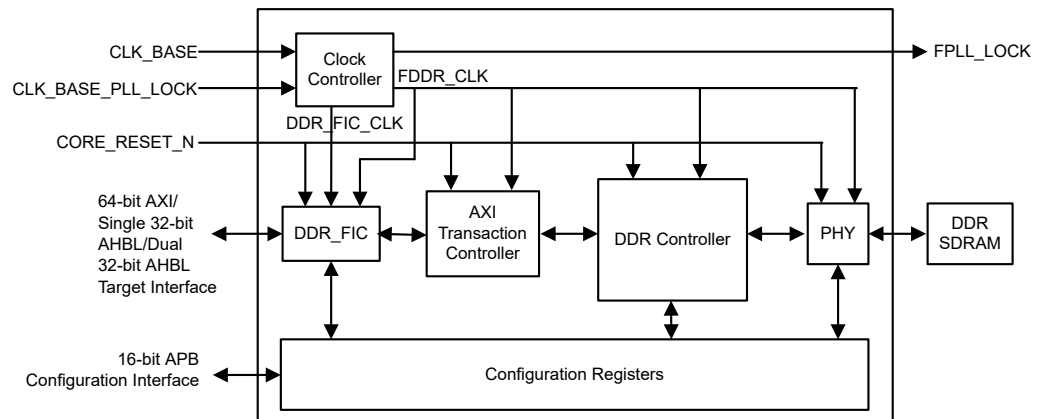 CLK_BASE
Clock
Controller
FPLL_LOCK
CLK_BASE_PLL_LOCK
FDDR_CLK
DDR_FIC_CLK
CORE_RESET_N
64-bit AXI/
Single 32-bit
AHBL/Dual
32-bit AHBL
Target Interface
DDR_FIC
AXI
Transaction
Controller
DDR Controller
PHY
DDR
SDRAM
16-bit APB
Configuration Interface
Configuration Registers